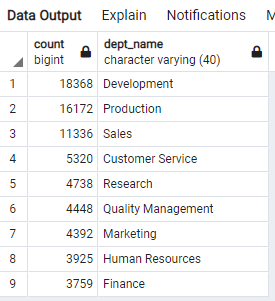 Data Output Explain Notifications M
count bigint dept_name character varying (40)
1 18368 Development
2 16172 Production
3 11336 Sales
4 5320 Customer Service
5 4738 Research
6 4448 Quality Management
7 4392 Marketing
8 3925 Human Resources
9 3759 Finance